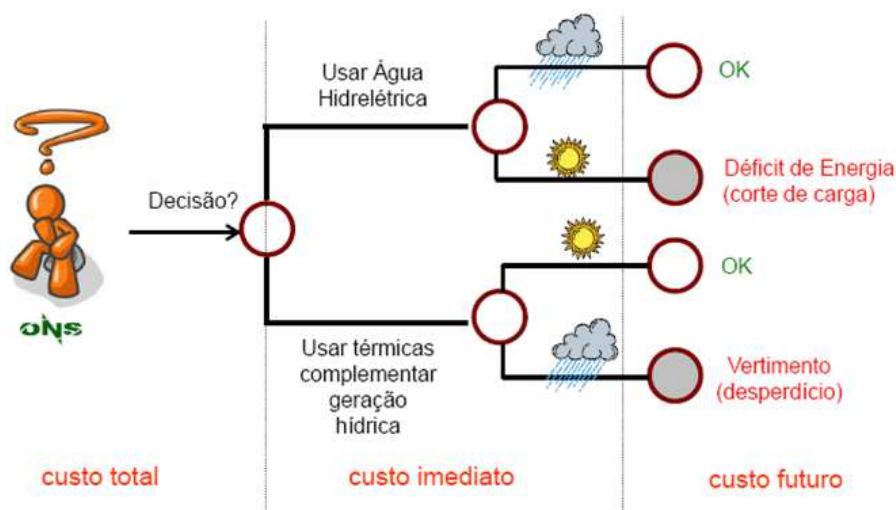 Usar Água
Hidrelétrica
OK
Déficit de Energia
(corte de carga)
Decisão?
OK
ONS
Usar térmicas
complementar
geração
hídrica
Vertimento
(desperdício)
custo total
custo imediato
custo futuro